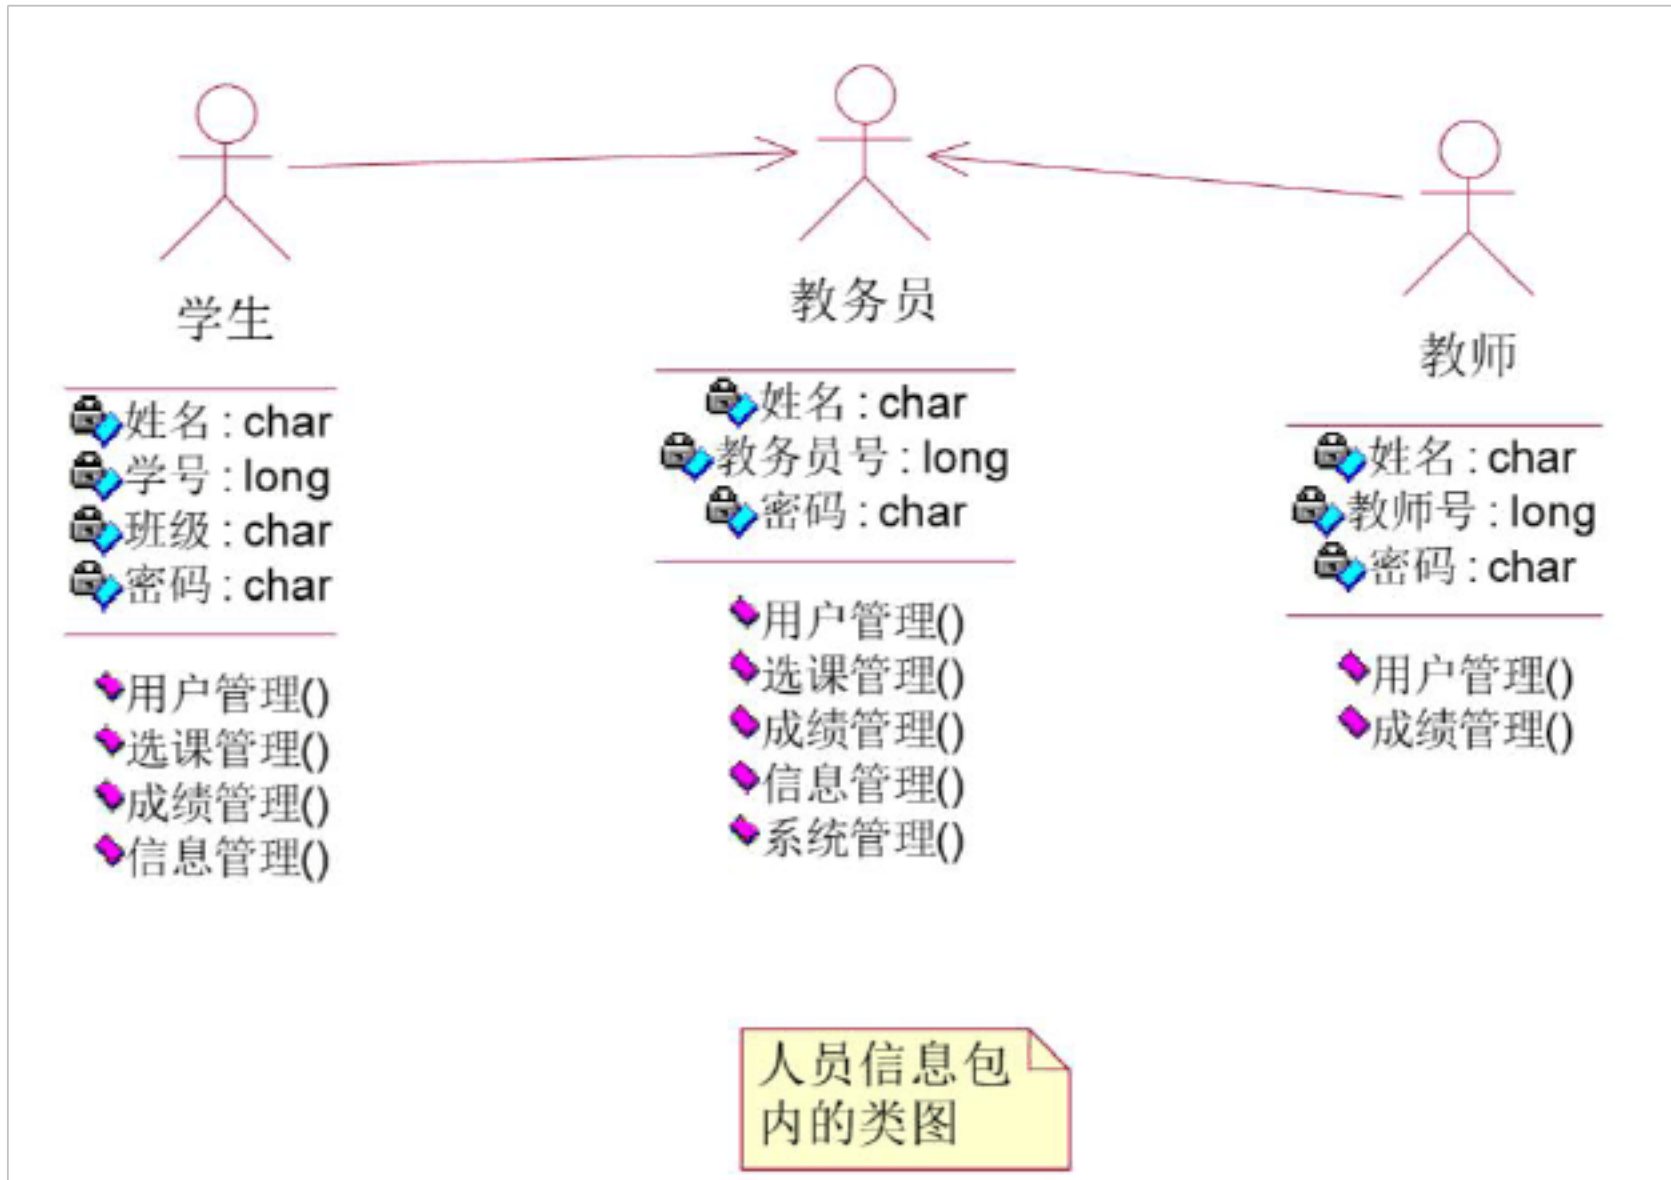 学生
姓名 : char
学号 : long
班级 : char
密码 : char
用户管理()
选课管理()
成绩管理()
信息管理()
教务员
姓名 : char
教务员号 : long
密码 : char
用户管理()
选课管理()
成绩管理()
信息管理()
系统管理()
教师
姓名 : char
教师号 : long
密码 : char
用户管理()
成绩管理()
人员信息包
内的类图